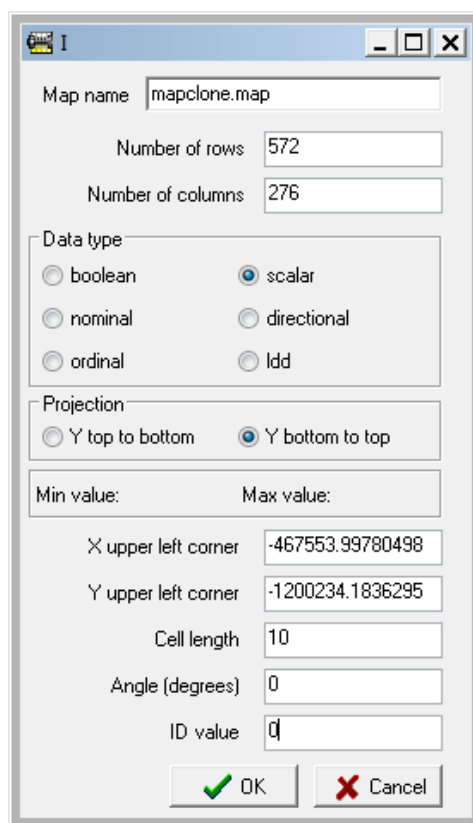 I
Map name mapclone.map
Number of rows 572
Number of columns 276
Data type
boolean scalar
nominal directional
ordinal ldd
Projection
Y top to bottom Y bottom to top
Min value: Max value:
X upper left corner -467553.99780498
Y upper left corner -1200234.1836295
Cell length 10
Angle (degrees) 0
ID value 0
OK Cancel